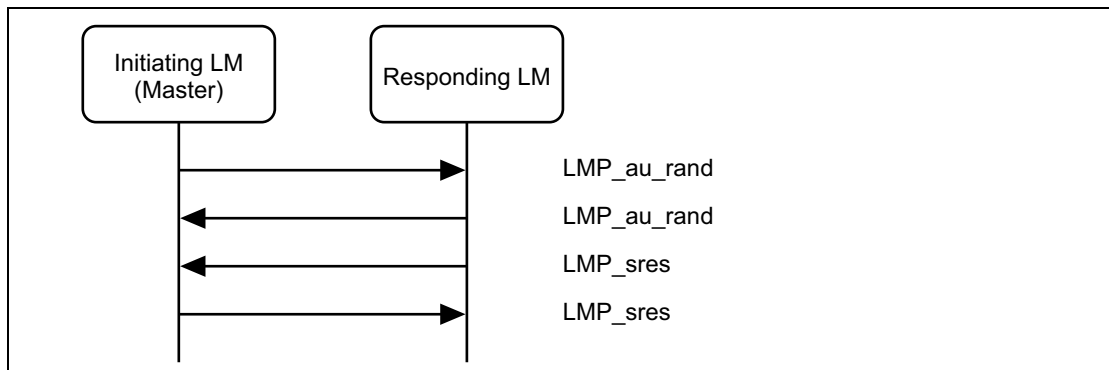 Initiating LM
(Master)
Responding LM
LMP_au_rand
LMP_au_rand
LMP_sres
LMP_sres